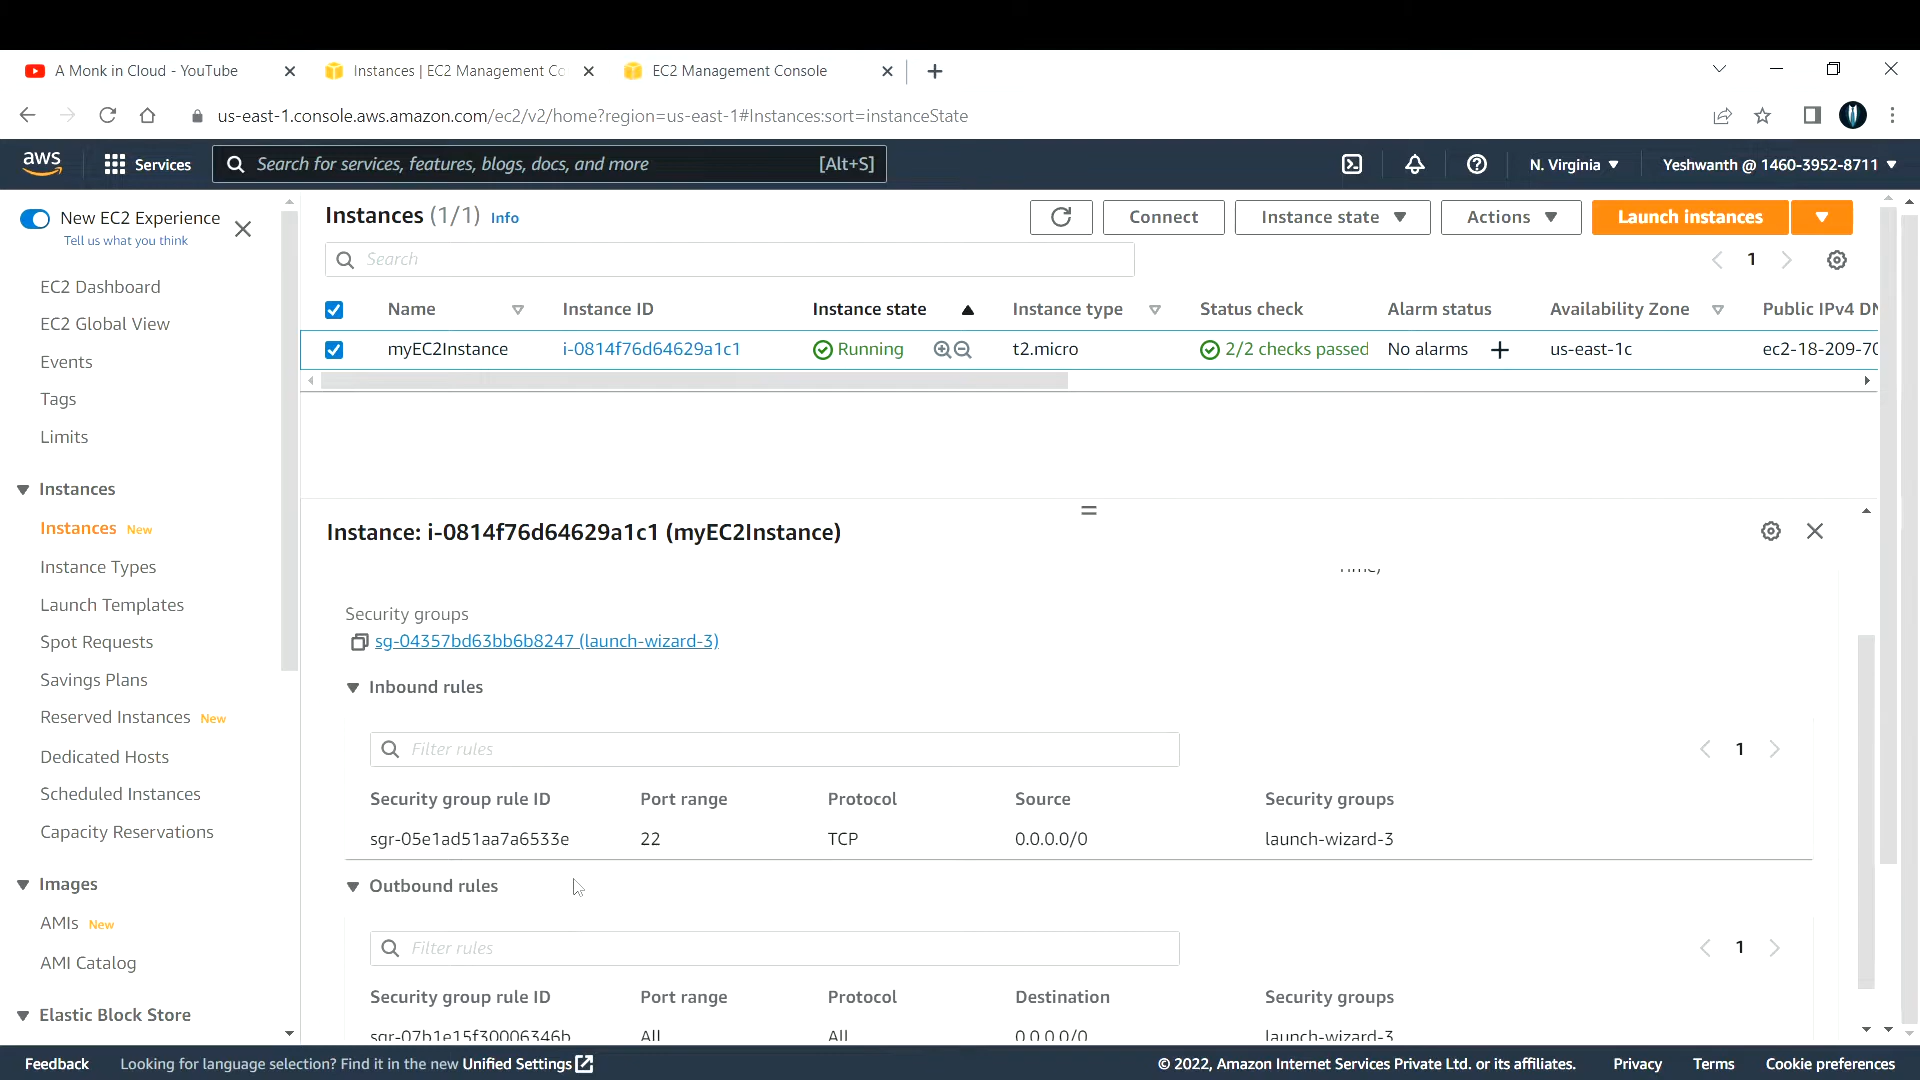 A Monk in Cloud - YouTube
Instances | EC2 Management Co
EC2 Management Console
us-east-1.console.aws.amazon.com/ec2/v2/home?region=us-east-1#Instances:sort=instanceState
aws Services Search for services, features, blogs, docs, and more [Alt+S] N. Virginia Yeshwanth @ 1460-3952-8711
New EC2 Experience
Tell us what you think
EC2 Dashboard
EC2 Global View
Events
Tags
Limits
Instances
Instances New
Instance Types
Launch Templates
Spot Requests
Savings Plans
Reserved Instances New
Dedicated Hosts
Scheduled Instances
Capacity Reservations
Images
AMIs New
AMI Catalog
Elastic Block Store
Instances (1/1) Info
Connect Instance state Actions Launch instances
Search
1
Name Instance ID Instance state Instance type Status check Alarm status Availability Zone Public IPv4 DN
myEC2Instance i-0814f76d64629a1c1 Running t2.micro 2/2 checks passed No alarms us-east-1c ec2-18-209-70
Instance: i-0814f76d64629a1c1 (myEC2Instance)
Security groups
sg-04357bd63bb6b8247 (launch-wizard-3)
Inbound rules
Filter rules 1
Security group rule ID Port range Protocol Source Security groups
sgr-05e1ad51aa7a6533e 22 TCP 0.0.0.0/0 launch-wizard-3
Outbound rules
Filter rules 1
Security group rule ID Port range Protocol Destination Security groups
sgr-07b1e15f30006346b All All 0.0.0.0/0 launch-wizard-3
Feedback Looking for language selection? Find it in the new Unified Settings © 2022, Amazon Internet Services Private Ltd. or its affiliates. Privacy Terms Cookie preferences